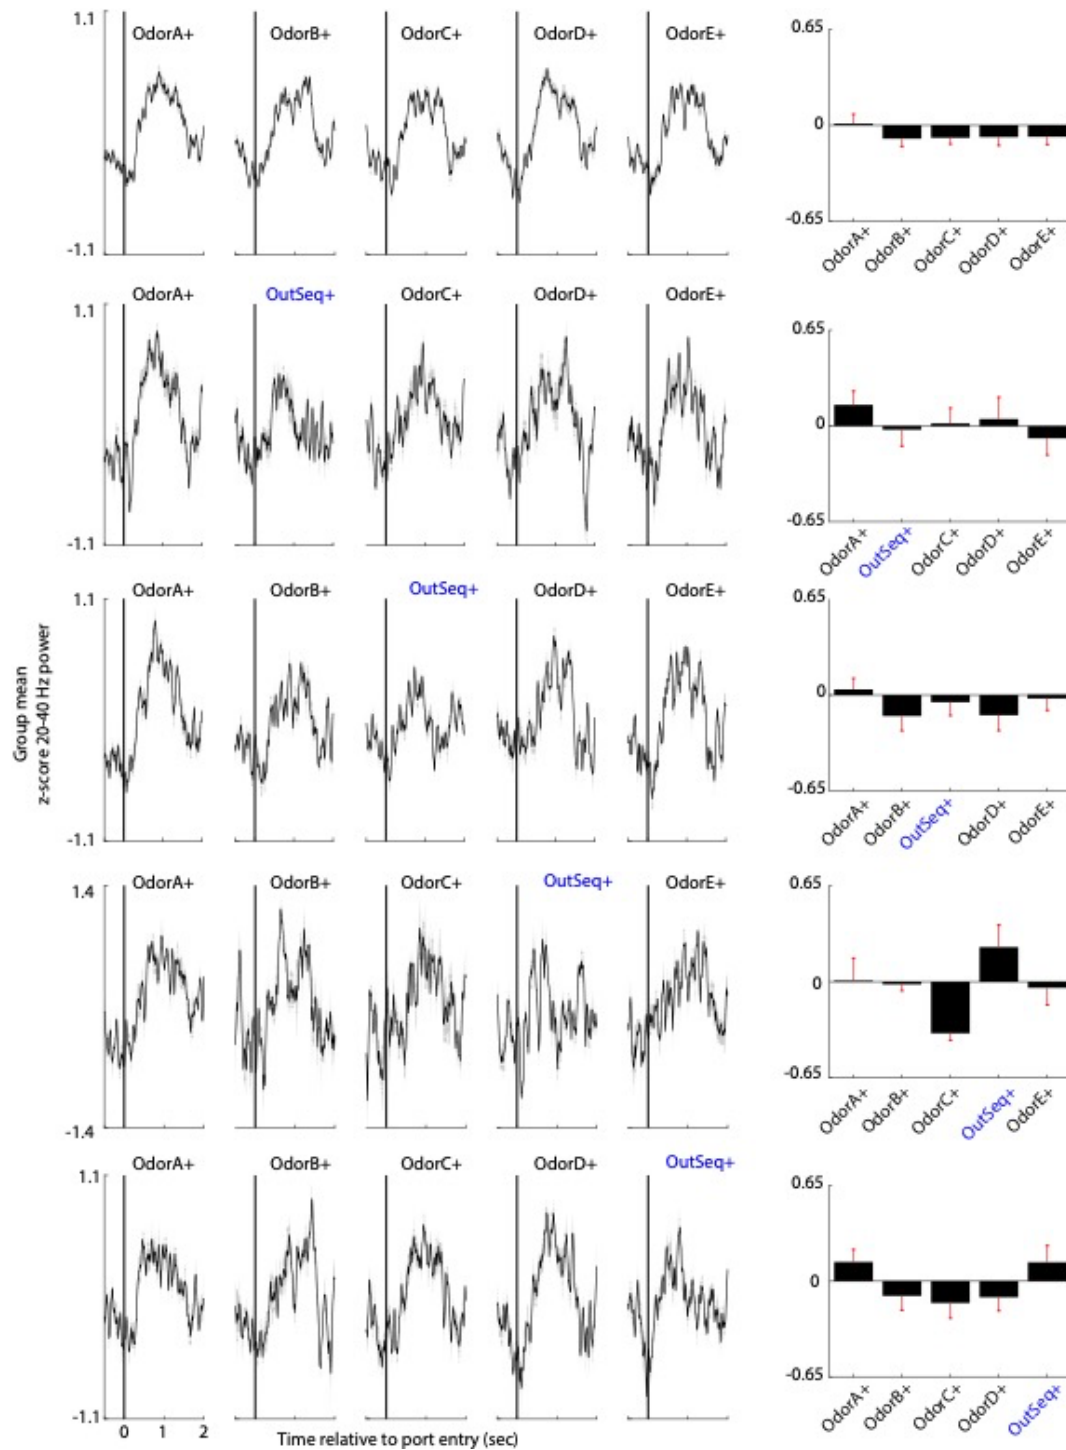 1.1
OdorA+ OdorB+ OdorC+ OdorD+ OdorE+
-1.1
0.65
0
-0.65
OdorA+ OdorB+ OdorC+ OdorD+ OdorE+
1.1
OdorA+ OutSeq+ OdorC+ OdorD+ OdorE+
-1.1
0.65
0
-0.65
OdorA+ OutSeq+ OdorC+ OdorD+ OdorE+
Group mean
z-score 20-40 Hz power
1.1
OdorA+ OdorB+ OutSeq+ OdorD+ OdorE+
-1.1
0.65
0
-0.65
OdorA+ OdorB+ OutSeq+ OdorD+ OdorE+
1.4
OdorA+ OdorB+ OdorC+ OutSeq+ OdorE+
-1.4
0.65
0
-0.65
OdorA+ OdorB+ OdorC+ OutSeq+ OdorE+
1.1
OdorA+ OdorB+ OdorC+ OdorD+ OutSeq+
-1.1
0 1 2
Time relative to port entry (sec)
0.65
0
-0.65
OdorA+ OdorB+ OdorC+ OdorD+ OutSeq+